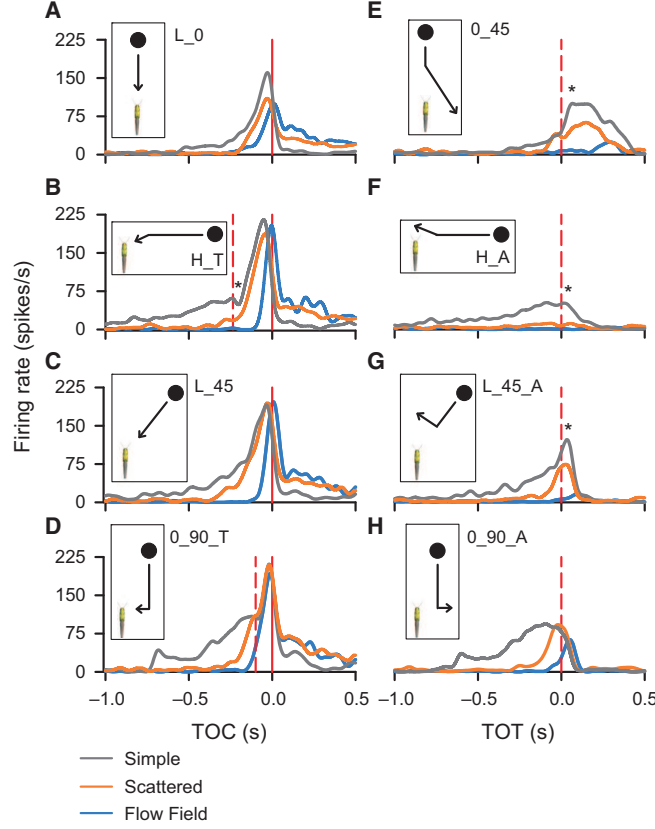 A
225
150
75
0
L_0
E
0_45
*
B
225
150
75
0
H_T
*
F
H_A
*
Firing rate (spikes/s)
C
225
150
75
0
L_45
G
L_45_A
*
D
225
150
75
0
0_90_T
H
0_90_A
−1.0 −0.5 0.0 0.5
−1.0 −0.5 0.0 0.5
TOC (s)
TOT (s)
Simple
Scattered
Flow Field